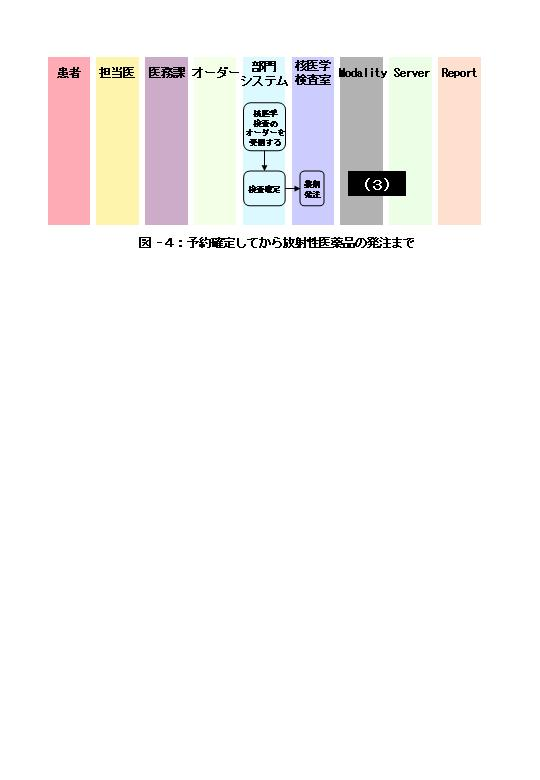 患者
担当医
医務課
オーダー
部門
システム
核医学
検査室
Modality
Server
Report
核医学
検査の
オーダーを
受信する
検査確定
薬剤
発注
(3)
図 -4：予約確定してから放射性医薬品の発注まで